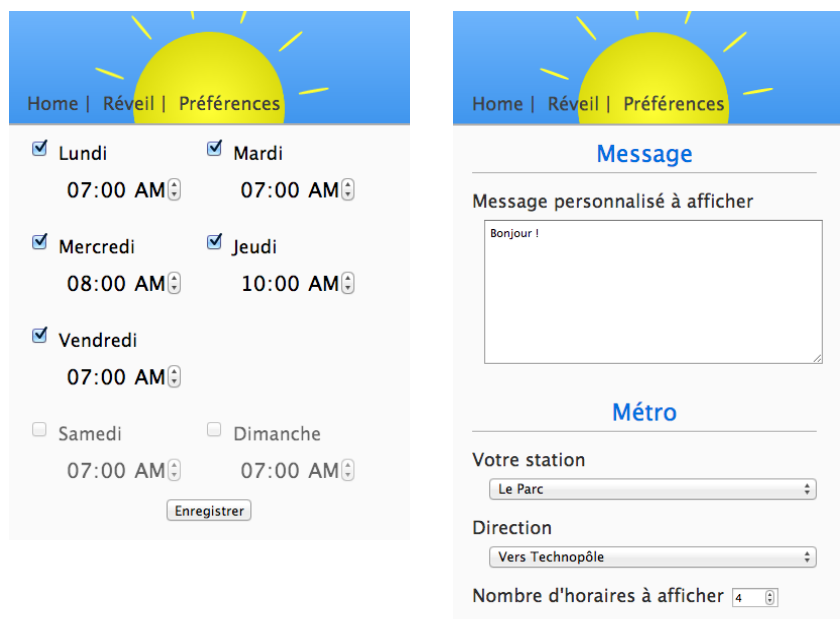 Home | Réveil | Préférences
Lundi Mardi
07:00 AM 07:00 AM
Mercredi Jeudi
08:00 AM 10:00 AM
Vendredi
07:00 AM
Samedi Dimanche
07:00 AM 07:00 AM
Enregistrer
Home | Réveil | Préférences
Message
Message personnalisé à afficher
Bonjour !
Métro
Votre station
Le Parc
Direction
Vers Technopôle
Nombre d'horaires à afficher 4